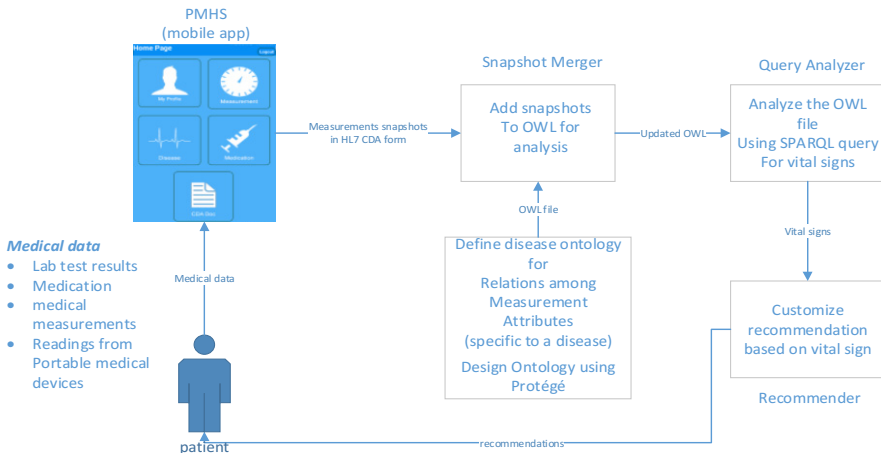 PMHS
(mobile app)
Home Page
Logout
My Profile
Measurement
Disease
Medication
CDA Doc
Measurements snapshots
in HL7 CDA form
Snapshot Merger
Add snapshots
To OWL for
analysis
Updated OWL
Query Analyzer
Analyze the OWL
file
Using SPARQL query
For vital signs
OWL file
Vital signs
Define disease ontology
for
Relations among
Measurement
Attributes
(specific to a disease)
Design Ontology using
Protégé
Customize
recommendation
based on vital sign
Recommender
Medical data
• Lab test results
• Medication
• medical
measurements
• Readings from
Portable medical
devices
Medical data
patient
recommendations